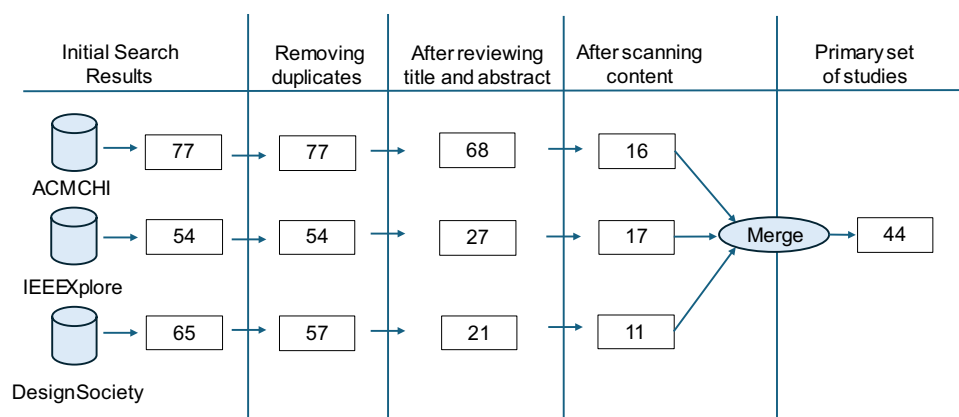 Initial Search
Results
Removing
duplicates
After reviewing
title and abstract
After scanning
content
Primary set
of studies
77
77
68
16
ACMCHI
54
54
27
17
Merge
44
IEEEXplore
65
57
21
11
DesignSociety